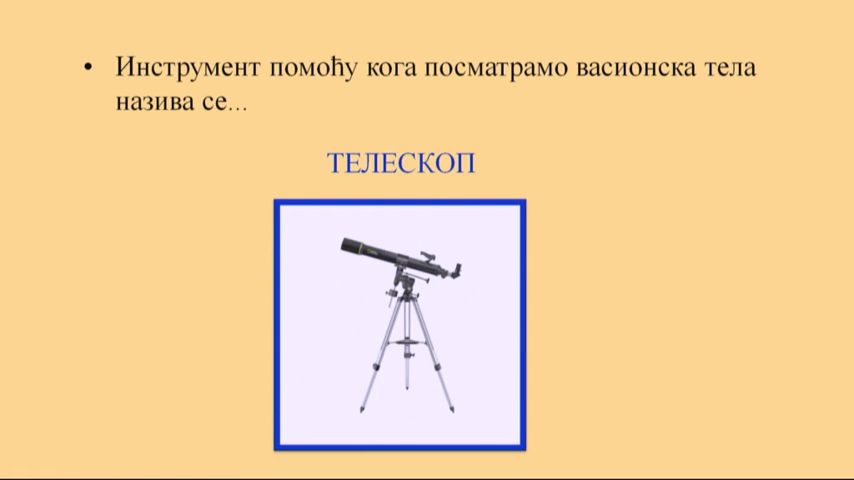 • Инструмент помоћу кога посматрамо васионска тела
назива се...
ТЕЛЕСКОП